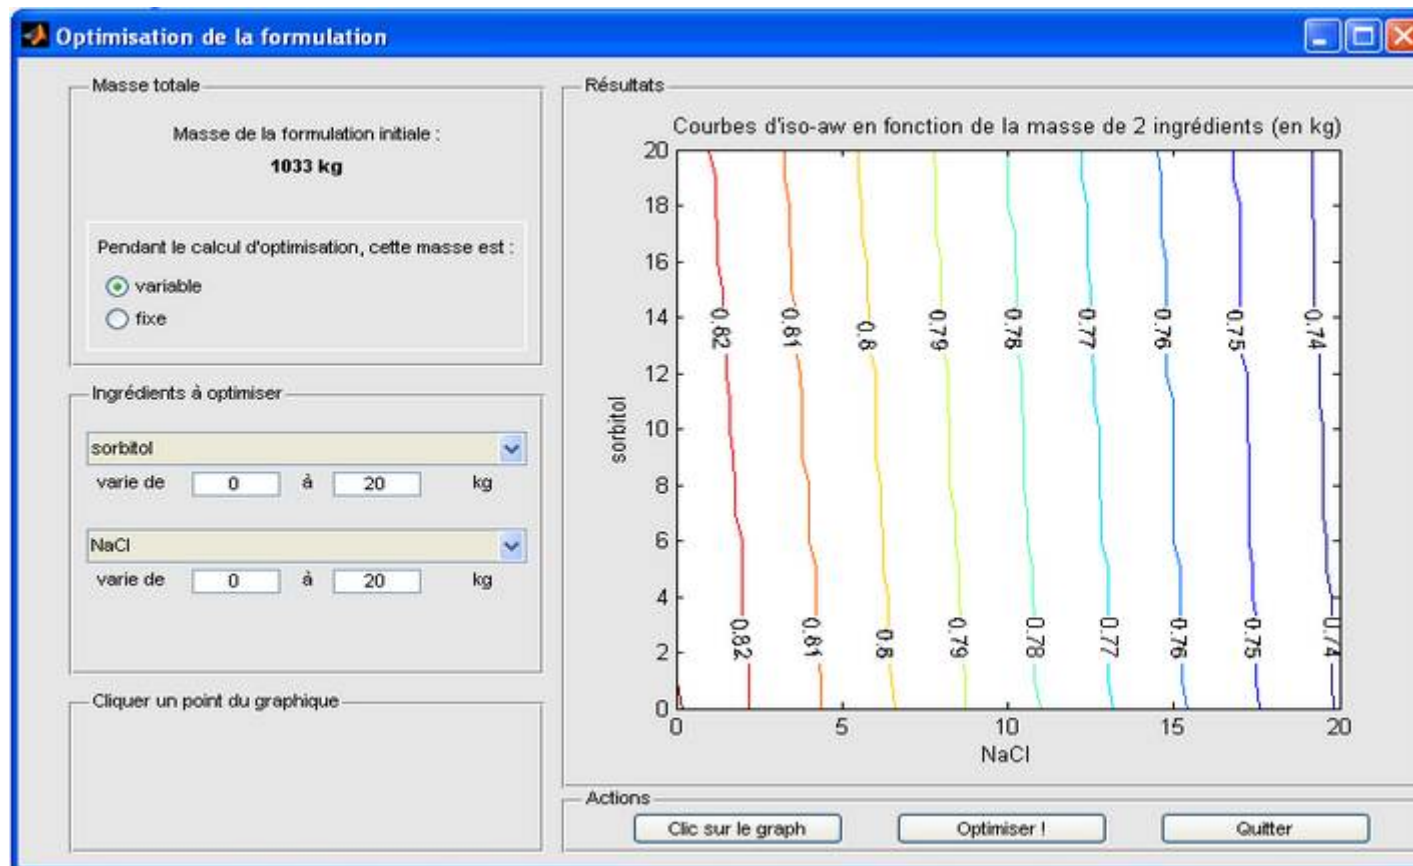 Optimisation de la formulation
Masse totale
Masse de la formulation initiale :
1033 kg
Pendant le calcul d'optimisation, cette masse est :
variable
fixe
Ingrédients à optimiser
sorbitol
varie de 0 à 20 kg
NaCl
varie de 0 à 20 kg
Cliquer un point du graphique
Résultats
Courbes d'iso-aw en fonction de la masse de 2 ingrédients (en kg)
20
18
16
14
12
10
8
6
4
2
0
sorbitol
0.82 0.81 0.8 0.79 0.78 0.77 0.76 0.75 0.74
0.82 0.81 0.8 0.79 0.78 0.77 0.76 0.75 0.74
0 5 10 15 20
NaCl
Actions
Clic sur le graph Optimiser ! Quitter